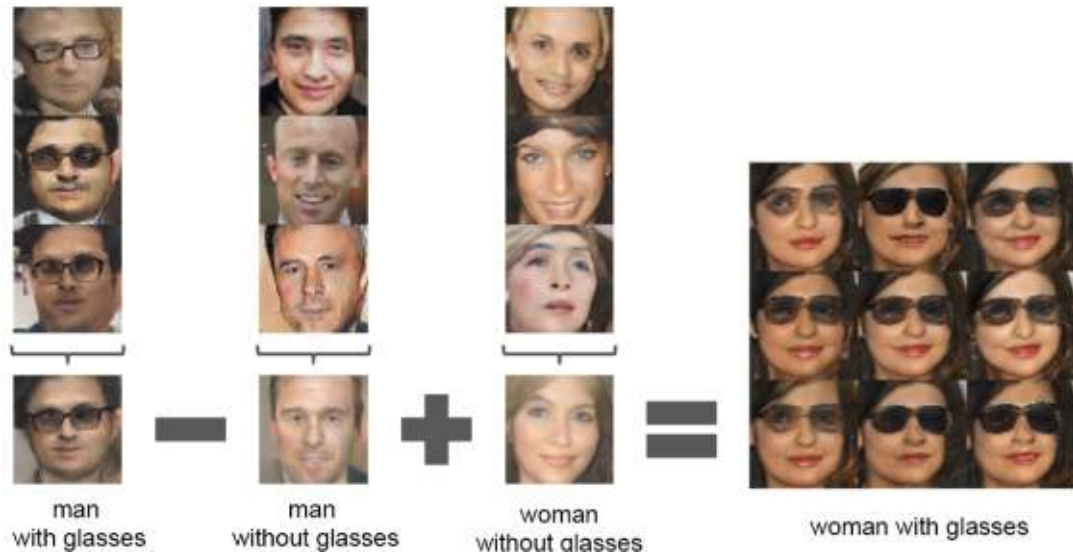 man
with glasses
man
without glasses
woman
without glasses
woman with glasses